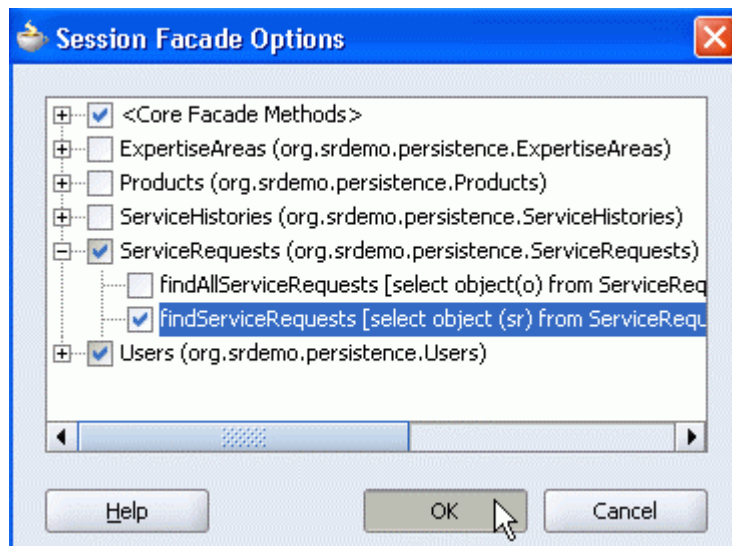 Session Facade Options
<Core Facade Methods>
ExpertiseAreas (org.srdemo.persistence.ExpertiseAreas)
Products (org.srdemo.persistence.Products)
ServiceHistories (org.srdemo.persistence.ServiceHistories)
ServiceRequests (org.srdemo.persistence.ServiceRequests)
findAllServiceRequests [select object(o) from ServiceReq
findServiceRequests [select object (sr) from ServiceRequ
Users (org.srdemo.persistence.Users)
Help
OK
Cancel